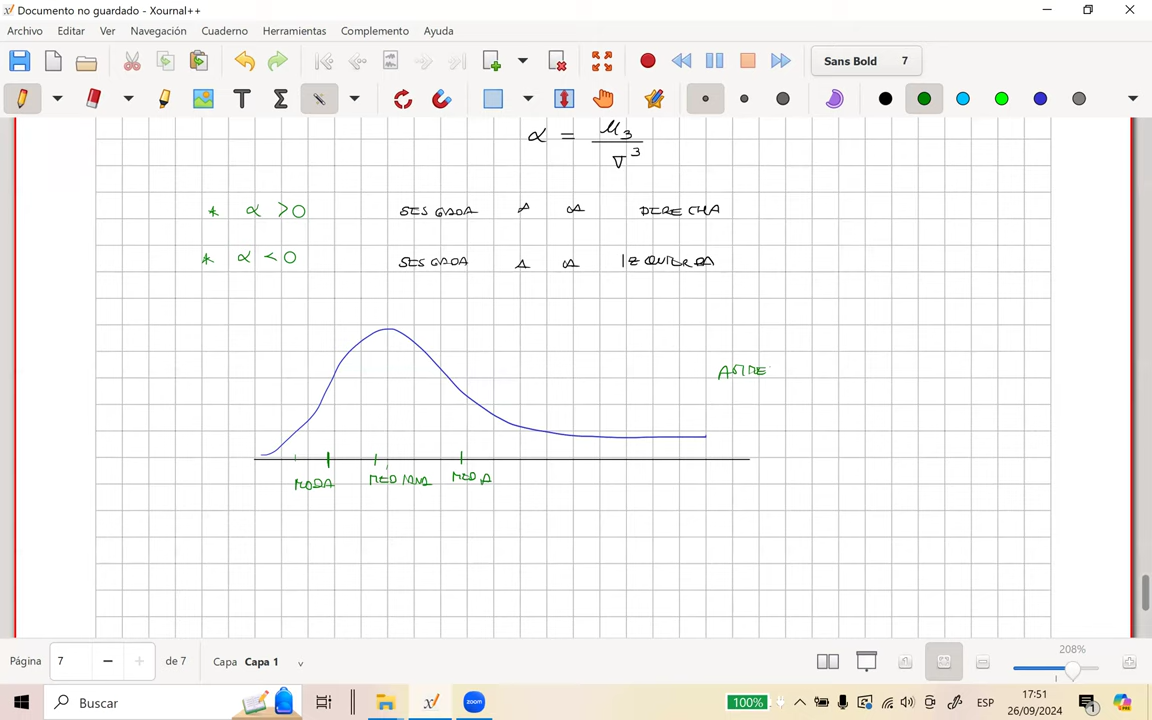 Documento no guardado - Xournal++
Archivo Editar Ver Navegación Cuaderno Herramientas Complemento Ayuda
Sans Bold 7
α = μ3 / σ^3
* α > 0 SESGADA A LA DERECHA
* α < 0 SESGADA A LA IZQUIERDA
ASIME
MODA MEDIANA MEDIA
Página 7 de 7 Capa Capa 1 208%
Buscar 100% ESP 17:51
26/09/2024